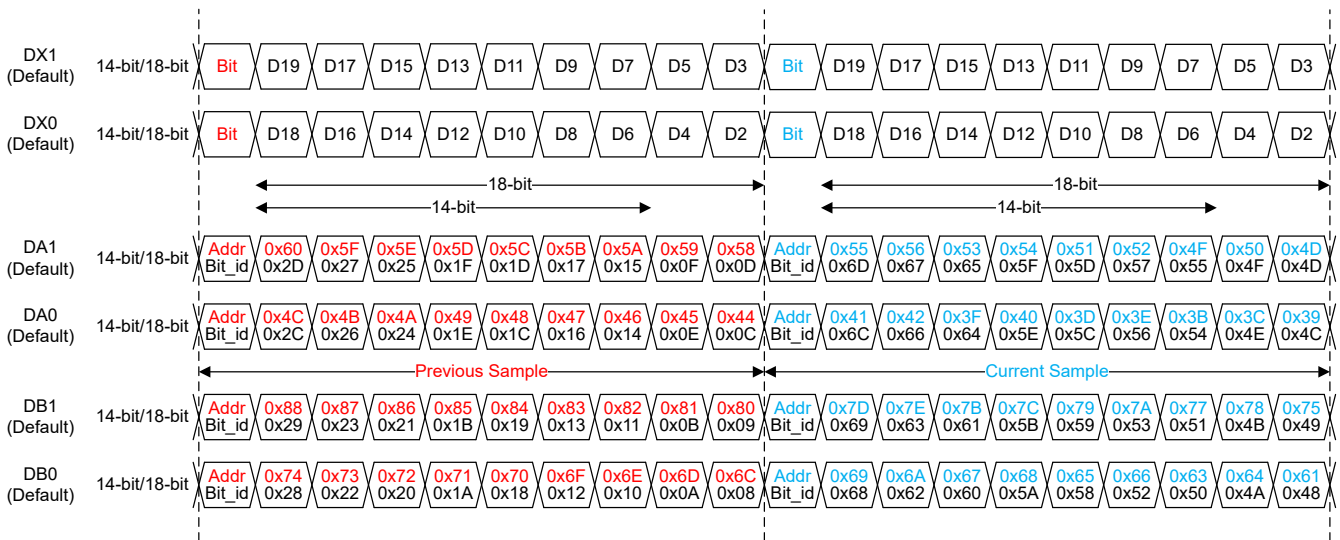 DX1
(Default)
14-bit/18-bit
Bit D19 D17 D15 D13 D11 D9 D7 D5 D3 Bit D19 D17 D15 D13 D11 D9 D7 D5 D3
DX0
(Default)
14-bit/18-bit
Bit D18 D16 D14 D12 D10 D8 D6 D4 D2 Bit D18 D16 D14 D12 D10 D8 D6 D4 D2
18-bit 18-bit
14-bit 14-bit
DA1
(Default)
14-bit/18-bit
Addr 0x60 0x5F 0x5E 0x5D 0x5C 0x5B 0x5A 0x59 0x58 Addr 0x55 0x56 0x53 0x54 0x51 0x52 0x4F 0x50 0x4D
Bit_id 0x2D 0x27 0x25 0x1F 0x1D 0x17 0x15 0x0F 0x0D Bit_id 0x6D 0x67 0x65 0x5F 0x5D 0x57 0x55 0x4F 0x4D
DA0
(Default)
14-bit/18-bit
Addr 0x4C 0x4B 0x4A 0x49 0x48 0x47 0x46 0x45 0x44 Addr 0x41 0x42 0x3F 0x40 0x3D 0x3E 0x3B 0x3C 0x39
Bit_id 0x2C 0x26 0x24 0x1E 0x1C 0x16 0x14 0x0E 0x0C Bit_id 0x6C 0x66 0x64 0x5E 0x5C 0x56 0x54 0x4E 0x4C
Previous Sample Current Sample
DB1
(Default)
14-bit/18-bit
Addr 0x88 0x87 0x86 0x85 0x84 0x83 0x82 0x81 0x80 Addr 0x7D 0x7E 0x7B 0x7C 0x79 0x7A 0x77 0x78 0x75
Bit_id 0x29 0x23 0x21 0x1B 0x19 0x13 0x11 0x0B 0x09 Bit_id 0x69 0x63 0x61 0x5B 0x59 0x53 0x51 0x4B 0x49
DB0
(Default)
14-bit/18-bit
Addr 0x74 0x73 0x72 0x71 0x70 0x6F 0x6E 0x6D 0x6C Addr 0x69 0x6A 0x67 0x68 0x65 0x66 0x63 0x64 0x61
Bit_id 0x28 0x22 0x20 0x1A 0x18 0x12 0x10 0x0A 0x08 Bit_id 0x68 0x62 0x60 0x5A 0x58 0x52 0x50 0x4A 0x48